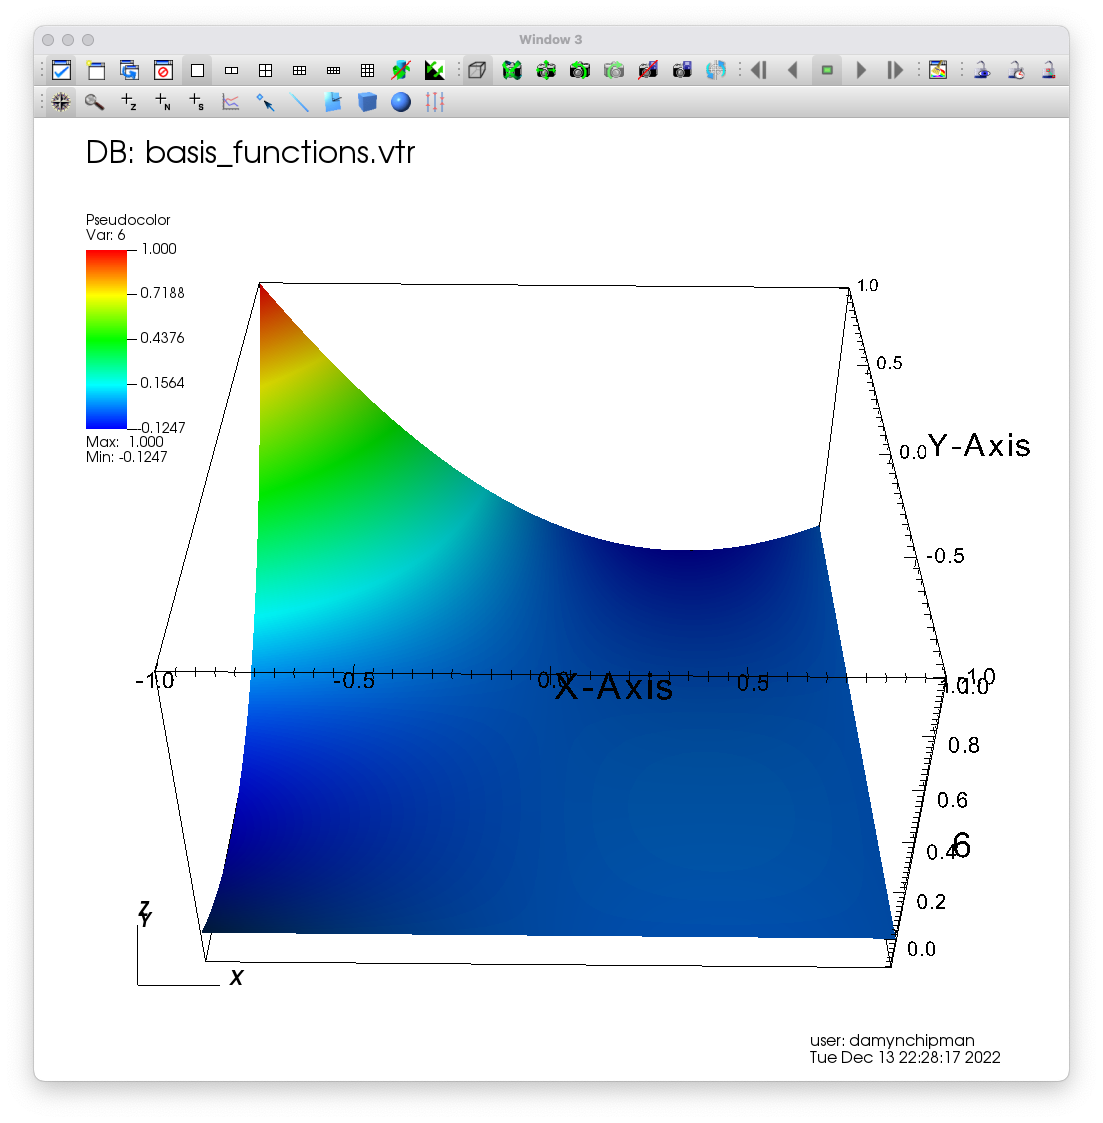 Window 3
+z
+N
+s
DB: basis_functions.vtr
Pseudocolor
Var: 6
1.000
0.7188
0.4376
0.1564
-0.1247
Max: 1.000
Min: -0.1247
1.0
0.5
0.0
Y-Axis
-0.5
-1.0
-1.0
-0.5
0.0
X-Axis
0.5
1.0
1.0
0.8
0.6
0.4
6
0.2
0.0
Z
Y
X
user: damynchipman
Tue Dec 13 22:28:17 2022